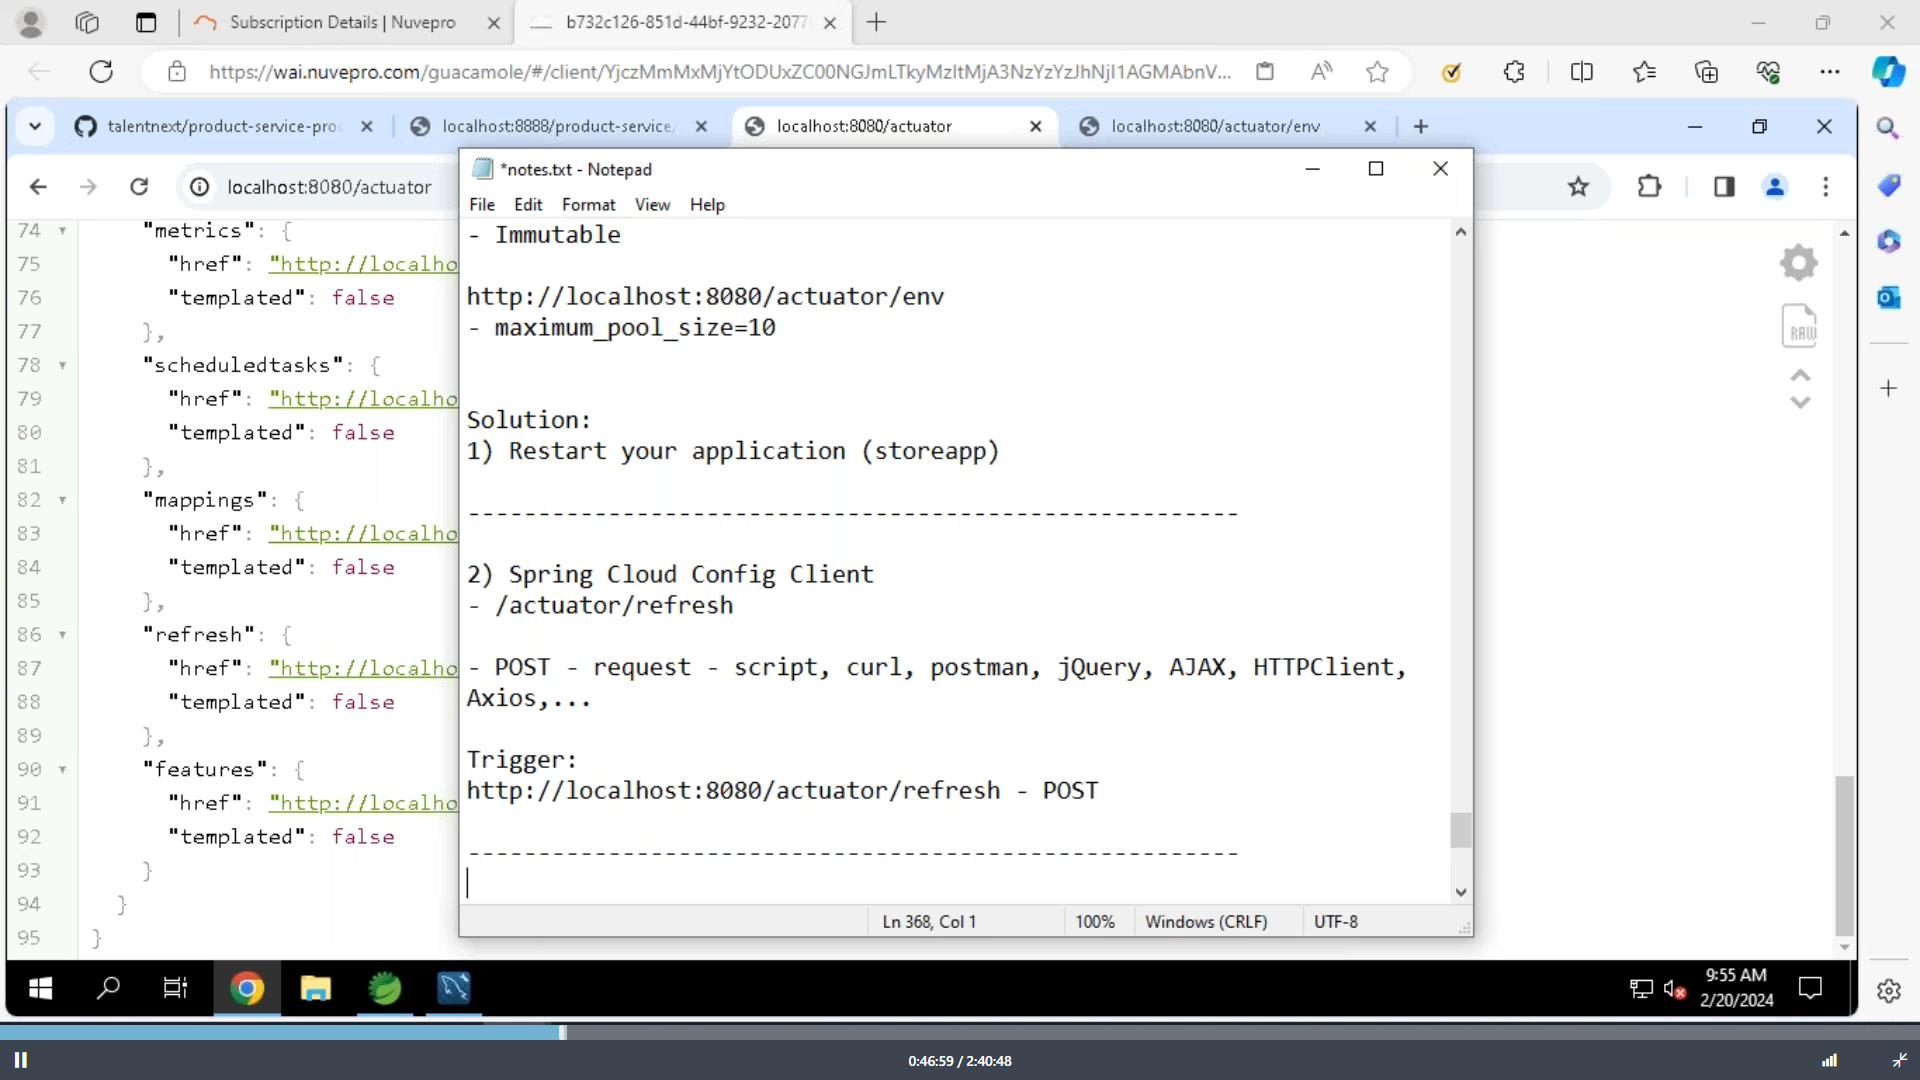 Subscription Details | Nuvepro
b732c126-851d-44bf-9232-2077
https://wai.nuvepro.com/guacamole/#/client/YjczMmMxMjYtODUxZC00NGJmLTkyMzItMjA3NzYzYzJhNjI1AGMAbnV...
talentnext/product-service-pro
localhost:8888/product-service/
localhost:8080/actuator
localhost:8080/actuator/env
localhost:8080/actuator
*notes.txt - Notepad
File Edit Format View Help
74 "metrics": {
75 "href": "http://localho
76 "templated": false
77 },
78 "scheduledtasks": {
79 "href": "http://localho
80 "templated": false
81 },
82 "mappings": {
83 "href": "http://localho
84 "templated": false
85 },
86 "refresh": {
87 "href": "http://localho
88 "templated": false
89 },
90 "features": {
91 "href": "http://localho
92 "templated": false
93 }
94 }
95 }
- Immutable
http://localhost:8080/actuator/env
- maximum_pool_size=10
Solution:
1) Restart your application (storeapp)
-------------------------------------------------------
2) Spring Cloud Config Client
- /actuator/refresh
- POST - request - script, curl, postman, jQuery, AJAX, HTTPClient,
Axios,...
Trigger:
http://localhost:8080/actuator/refresh - POST
-------------------------------------------------------
Ln 368, Col 1 100% Windows (CRLF) UTF-8
RAW
9:55 AM
2/20/2024
0:46:59 / 2:40:48